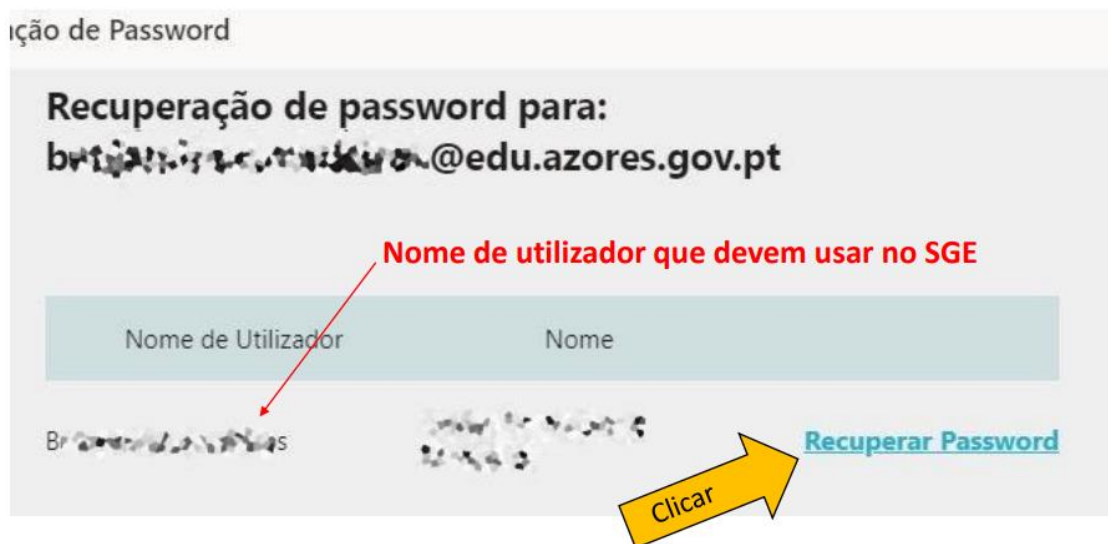 ção de Password
Recuperação de password para:
@edu.azores.gov.pt
Nome de utilizador que devem usar no SGE
Nome de Utilizador Nome
Recuperar Password
Clicar